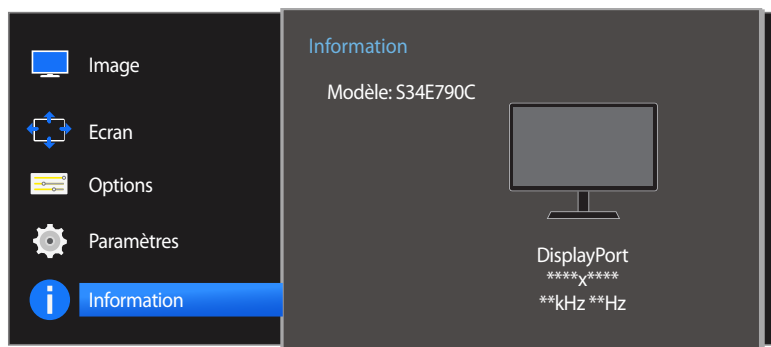 Image
Ecran
Options
Paramètres
Information
Information
Modèle: S34E790C
DisplayPort
****x****
**kHz **Hz